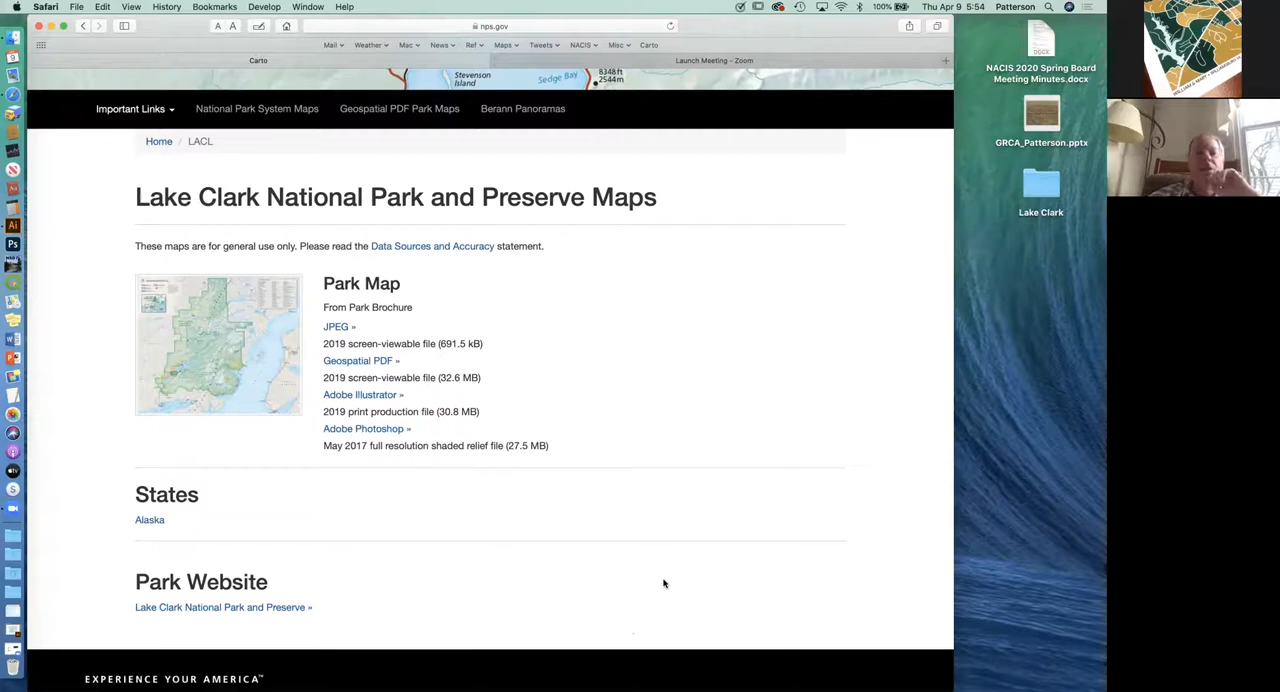 Safari File Edit View History Bookmarks Develop Window Help
100% Thu Apr 9 5:54 Patterson
A A
nps.gov
Mail Weather Mac News Ref Maps Tweets NACIS Misc Carto
Carto
Launch Meeting – Zoom
Stevenson
Island
Sedge Bay
8348ft
2544m
Important Links National Park System Maps Geospatial PDF Park Maps Berann Panoramas
Home / LACL
Lake Clark National Park and Preserve Maps
These maps are for general use only. Please read the Data Sources and Accuracy statement.
Park Map
From Park Brochure
JPEG »
2019 screen-viewable file (691.5 kB)
Geospatial PDF »
2019 screen-viewable file (32.6 MB)
Adobe Illustrator »
2019 print production file (30.8 MB)
Adobe Photoshop »
May 2017 full resolution shaded relief file (27.5 MB)
States
Alaska
Park Website
Lake Clark National Park and Preserve »
EXPERIENCE YOUR AMERICA™
DOCX
NACIS 2020 Spring Board
Meeting Minutes.docx
GRCA_Patterson.pptx
Lake Clark
Ai
Ps